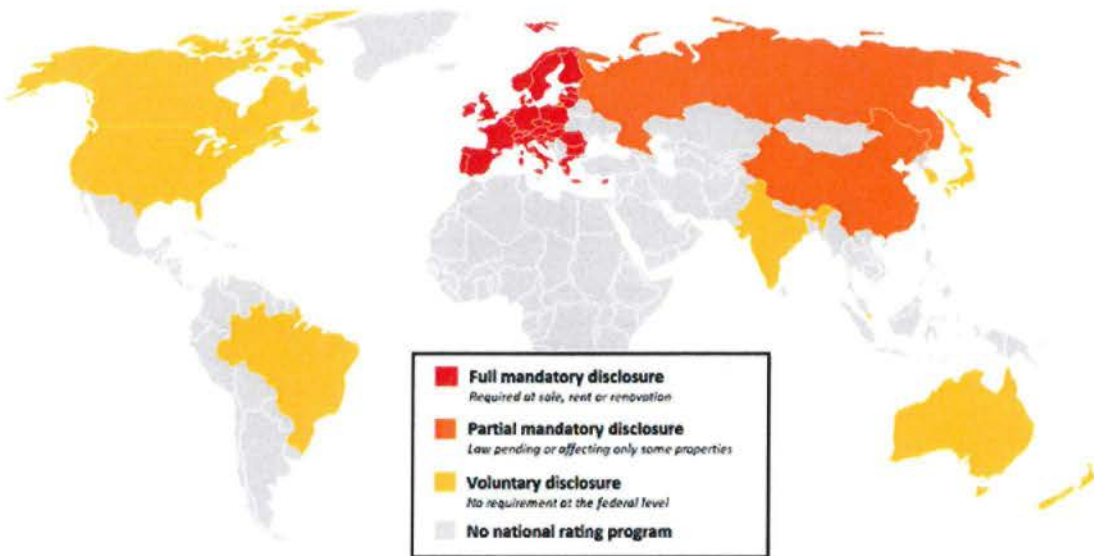 Full mandatory disclosure
Required at sale, rent or renovation
Partial mandatory disclosure
Law pending or affecting only some properties
Voluntary disclosure
No requirement at the federal level
No national rating program